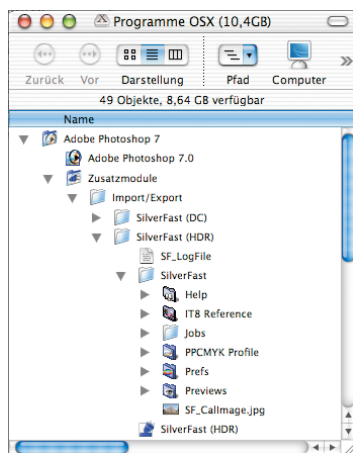 Programme OSX (10,4GB)
Zurück Vor Darstellung Pfad Computer
49 Objekte, 8,64 GB verfügbar
Name
Adobe Photoshop 7
Adobe Photoshop 7.0
Zusatzmodule
Import/Export
SilverFast (DC)
SilverFast (HDR)
SF_LogFile
SilverFast
Help
IT8 Reference
Jobs
PPCMYK Profile
Prefs
Previews
SF_CalImage.jpg
SilverFast (HDR)